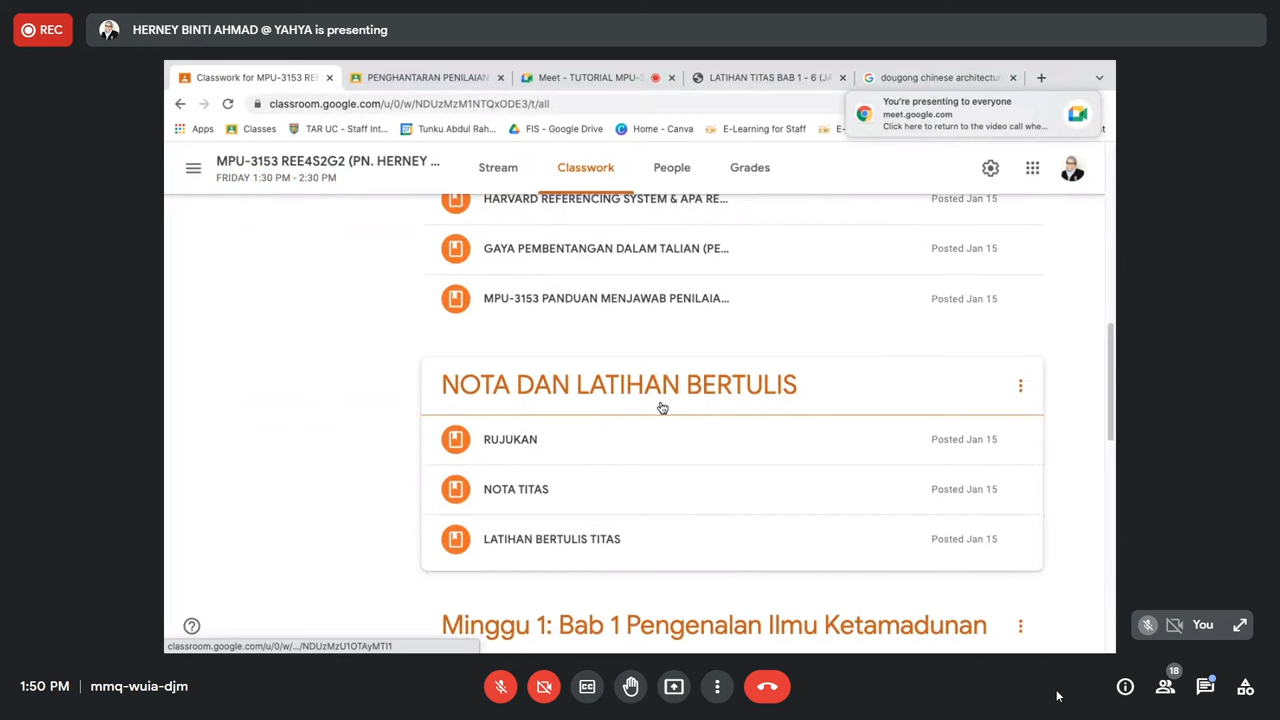 REC
HERNEY BINTI AHMAD @ YAHYA is presenting
Classwork for MPU-3153 REE
PENGHANTARAN PENILAIAN
Meet - TUTORIAL MPU-3
LATIHAN TITAS BAB 1 - 6 (JA
dougong chinese architectur
classroom.google.com/u/0/w/NDUzMzM1NTQxODE3/t/all
You're presenting to everyone
meet.google.com
Click here to return to the video call whe...
Apps
Classes
TAR UC - Staff Int...
Tunku Abdul Rah...
FIS - Google Drive
Home - Canva
E-Learning for Staff
E-
MPU-3153 REE4S2G2 (PN. HERNEY ...
FRIDAY 1:30 PM - 2:30 PM
Stream
Classwork
People
Grades
HARVARD REFERENCING SYSTEM & APA RE...
Posted Jan 15
GAYA PEMBENTANGAN DALAM TALIAN (PE...
Posted Jan 15
MPU-3153 PANDUAN MENJAWAB PENILAIA...
Posted Jan 15
NOTA DAN LATIHAN BERTULIS
RUJUKAN
Posted Jan 15
NOTA TITAS
Posted Jan 15
LATIHAN BERTULIS TITAS
Posted Jan 15
Minggu 1: Bab 1 Pengenalan Ilmu Ketamadunan
classroom.google.com/u/0/w/.../NDUzMzU1OTAyMTI1
You
1:50 PM | mmq-wuia-djm
18